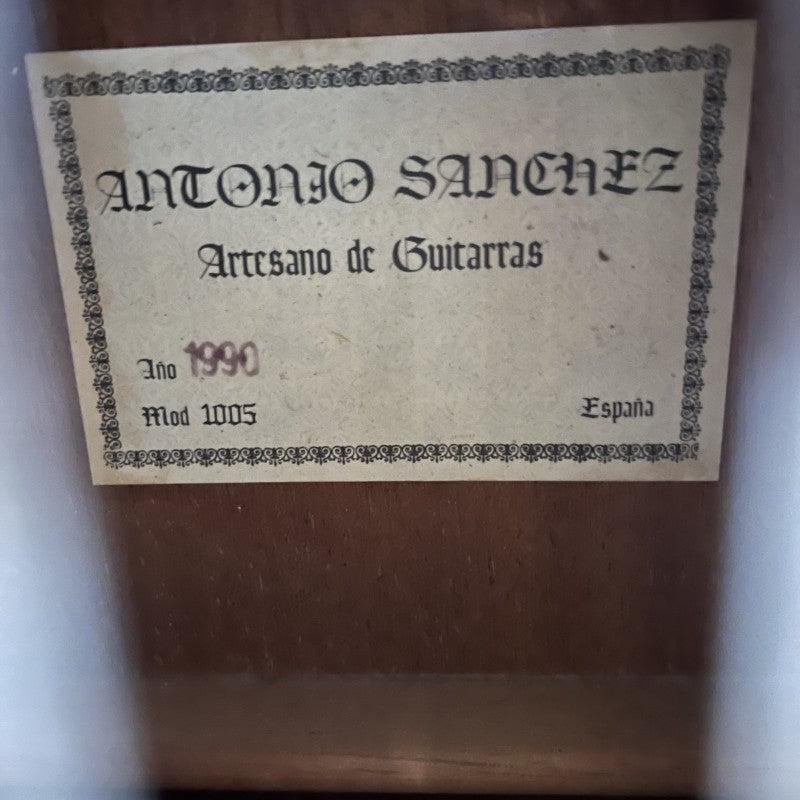 ANTONIO SANCHEZ
Artesano de Guitarras
Año 1990
Mod 1005
España